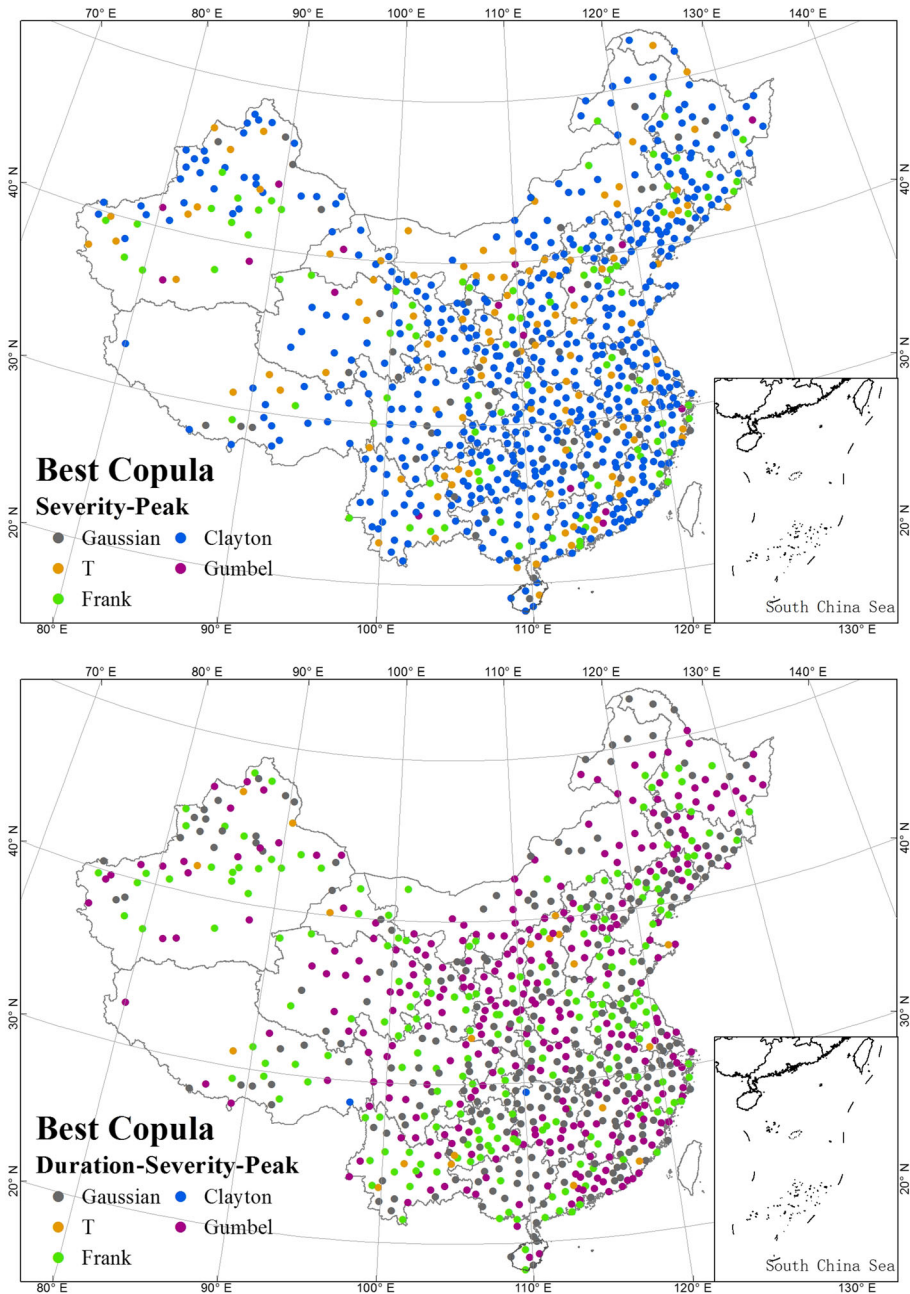 70° E 80° E 90° E 100° E 110° E 120° E 130° E 140° E
40° N 40° N
30° N 30° N
20° N 20° N
Best Copula
Severity-Peak
Gaussian Clayton
T Gumbel
Frank
South China Sea
80° E 90° E 100° E 110° E 120° E 130° E
70° E 80° E 90° E 100° E 110° E 120° E 130° E 140° E
40° N 40° N
30° N 30° N
20° N 20° N
Best Copula
Duration-Severity-Peak
Gaussian Clayton
T Gumbel
Frank
South China Sea
80° E 90° E 100° E 110° E 120° E 130° E